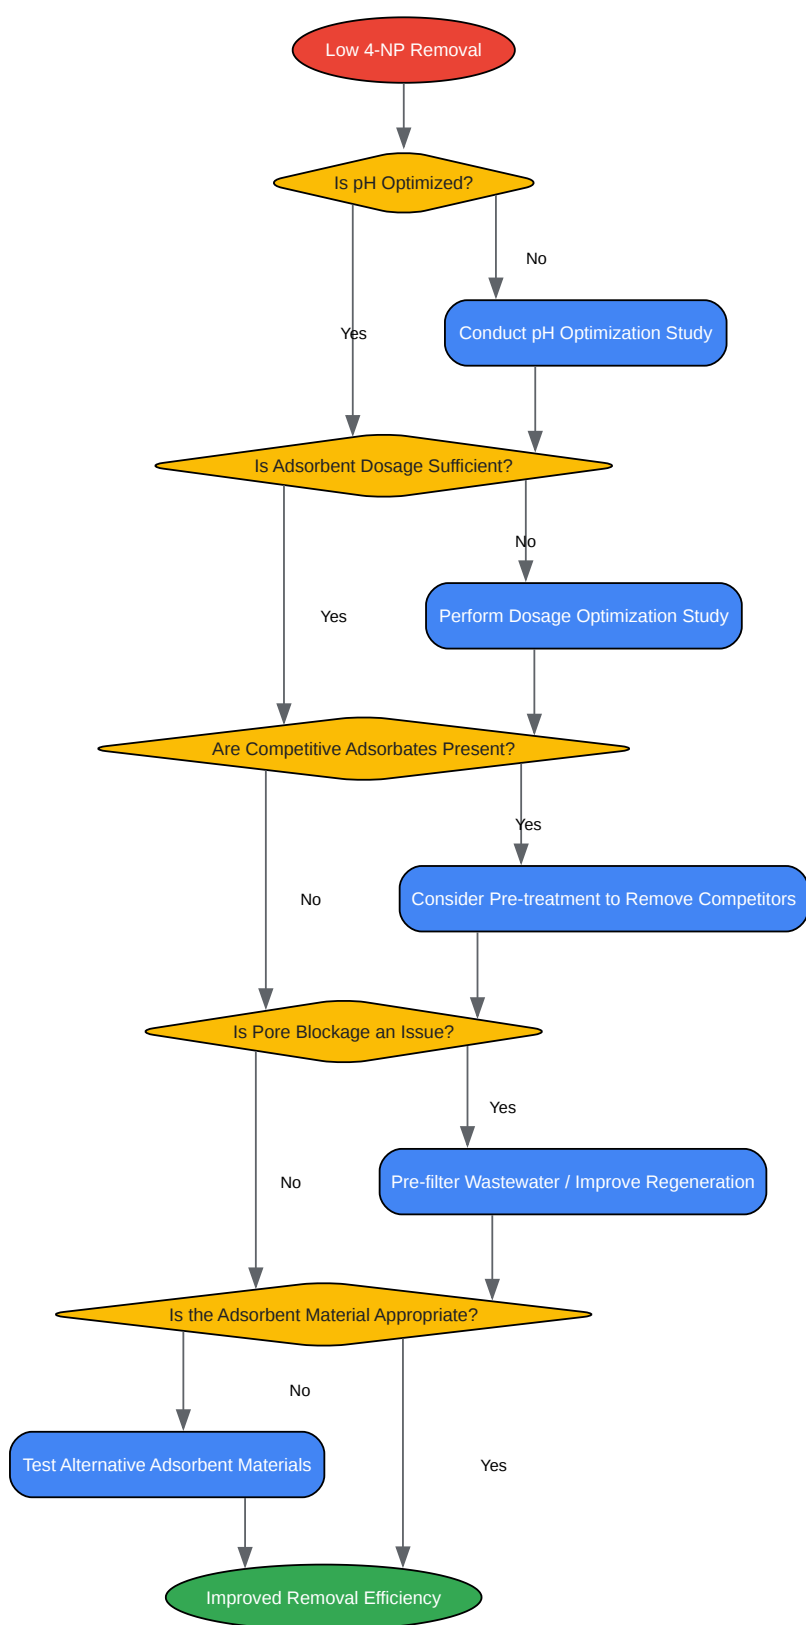 Low 4-NP Removal
Is pH Optimized?
No
Yes
Conduct pH Optimization Study
Is Adsorbent Dosage Sufficient?
No
Yes
Perform Dosage Optimization Study
Are Competitive Adsorbates Present?
Yes
No
Consider Pre-treatment to Remove Competitors
Is Pore Blockage an Issue?
Yes
No
Pre-filter Wastewater / Improve Regeneration
Is the Adsorbent Material Appropriate?
No
Yes
Test Alternative Adsorbent Materials
Improved Removal Efficiency